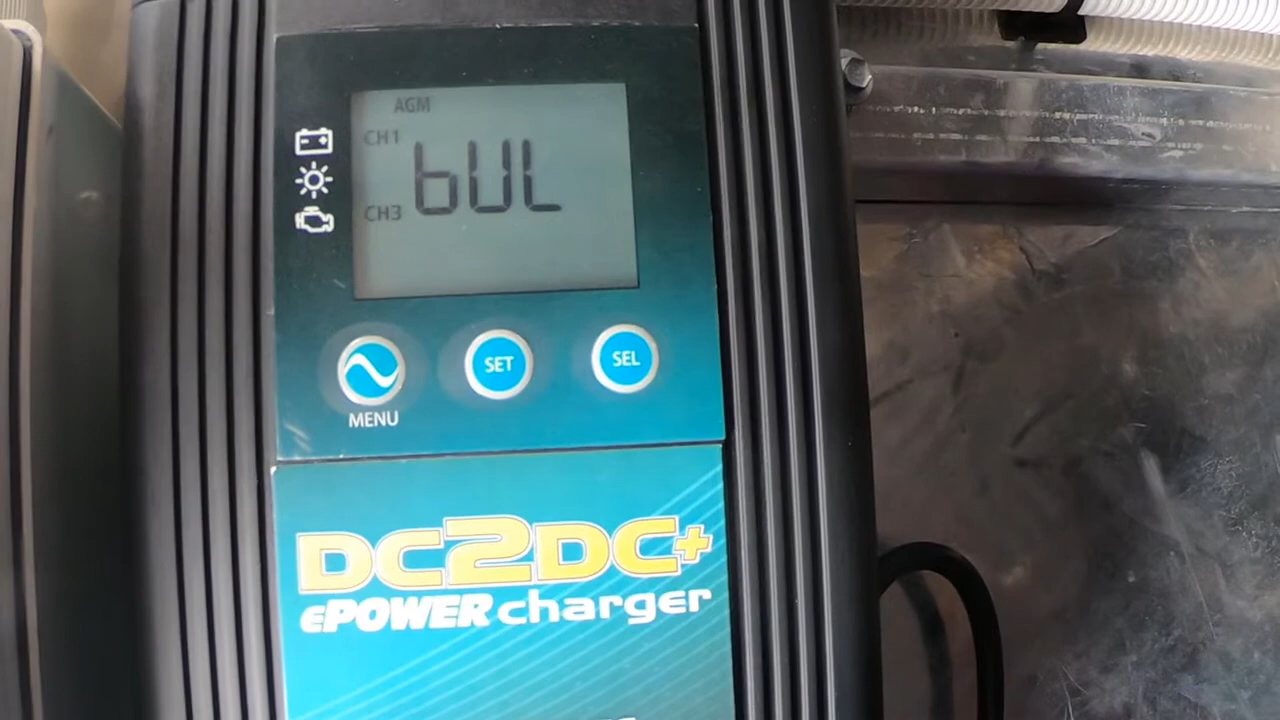 AGM
CH1
bUL
CH3
SET
SEL
MENU
DC2DC+
ePOWER charger